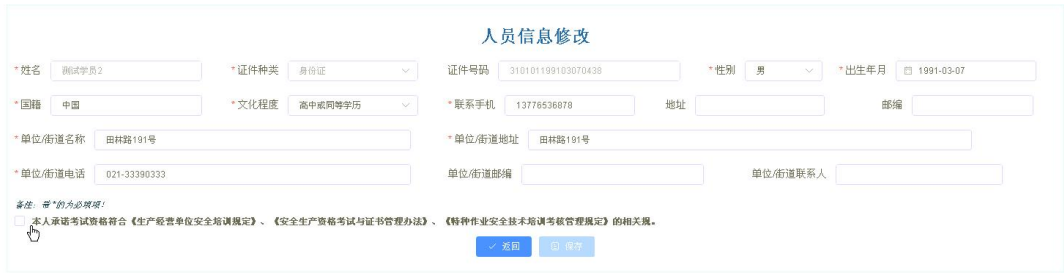 人员信息修改
*姓名 测试学员2 *证件种类 身份证 证件号码 310101199103070438 *性别 男 *出生年月 1991-03-07
*国籍 中国 *文化程度 高中或同等学历 *联系手机 13776536878 地址 邮编
*单位/街道名称 田林路191号 *单位/街道地址 田林路191号
*单位/街道电话 021-33390333 单位/街道邮编 单位/街道联系人
备注：带*的为必填项！
本人承诺考试资格符合《生产经营单位安全培训规定》、《安全生产资格考试与证书管理办法》、《特种作业安全技术培训考核管理规定》的相关规。
返回 保存